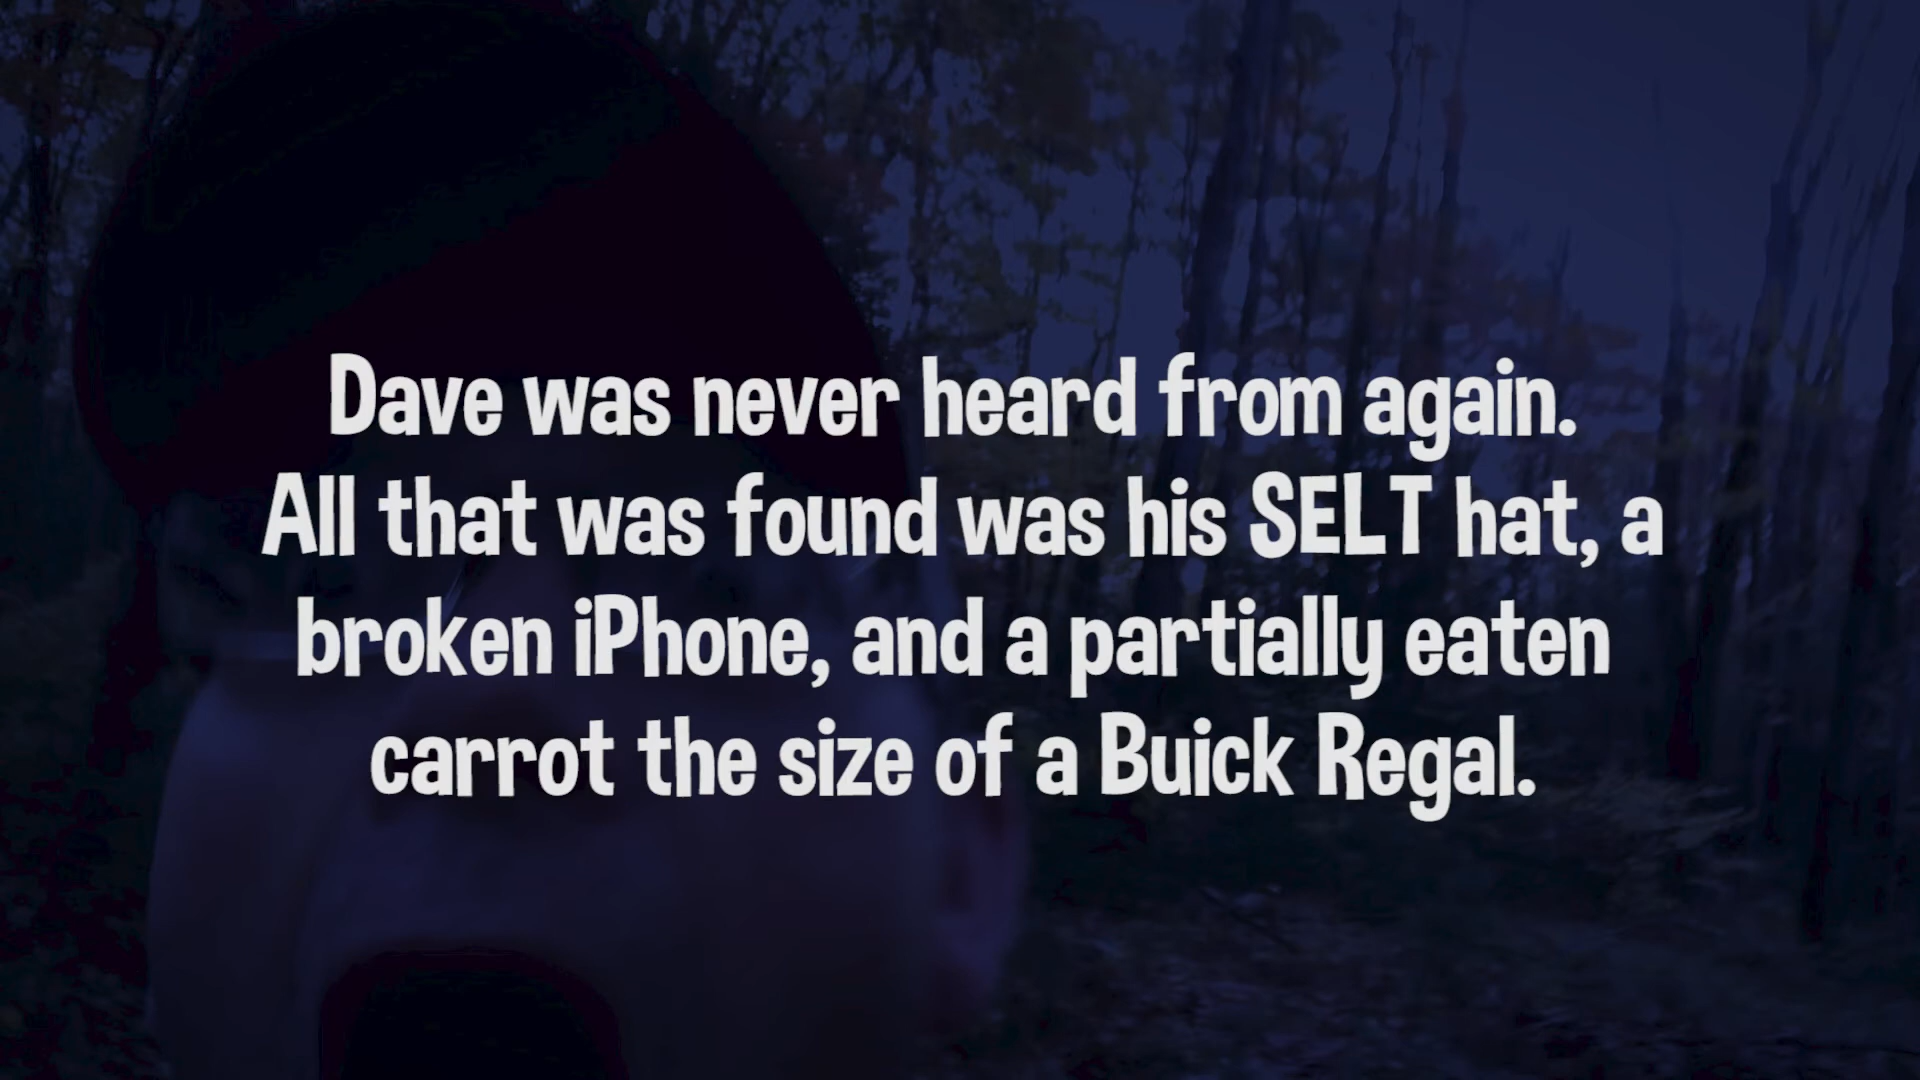 Dave was never heard from again.
All that was found was his SELT hat, a
broken iPhone, and a partially eaten
carrot the size of a Buick Regal.